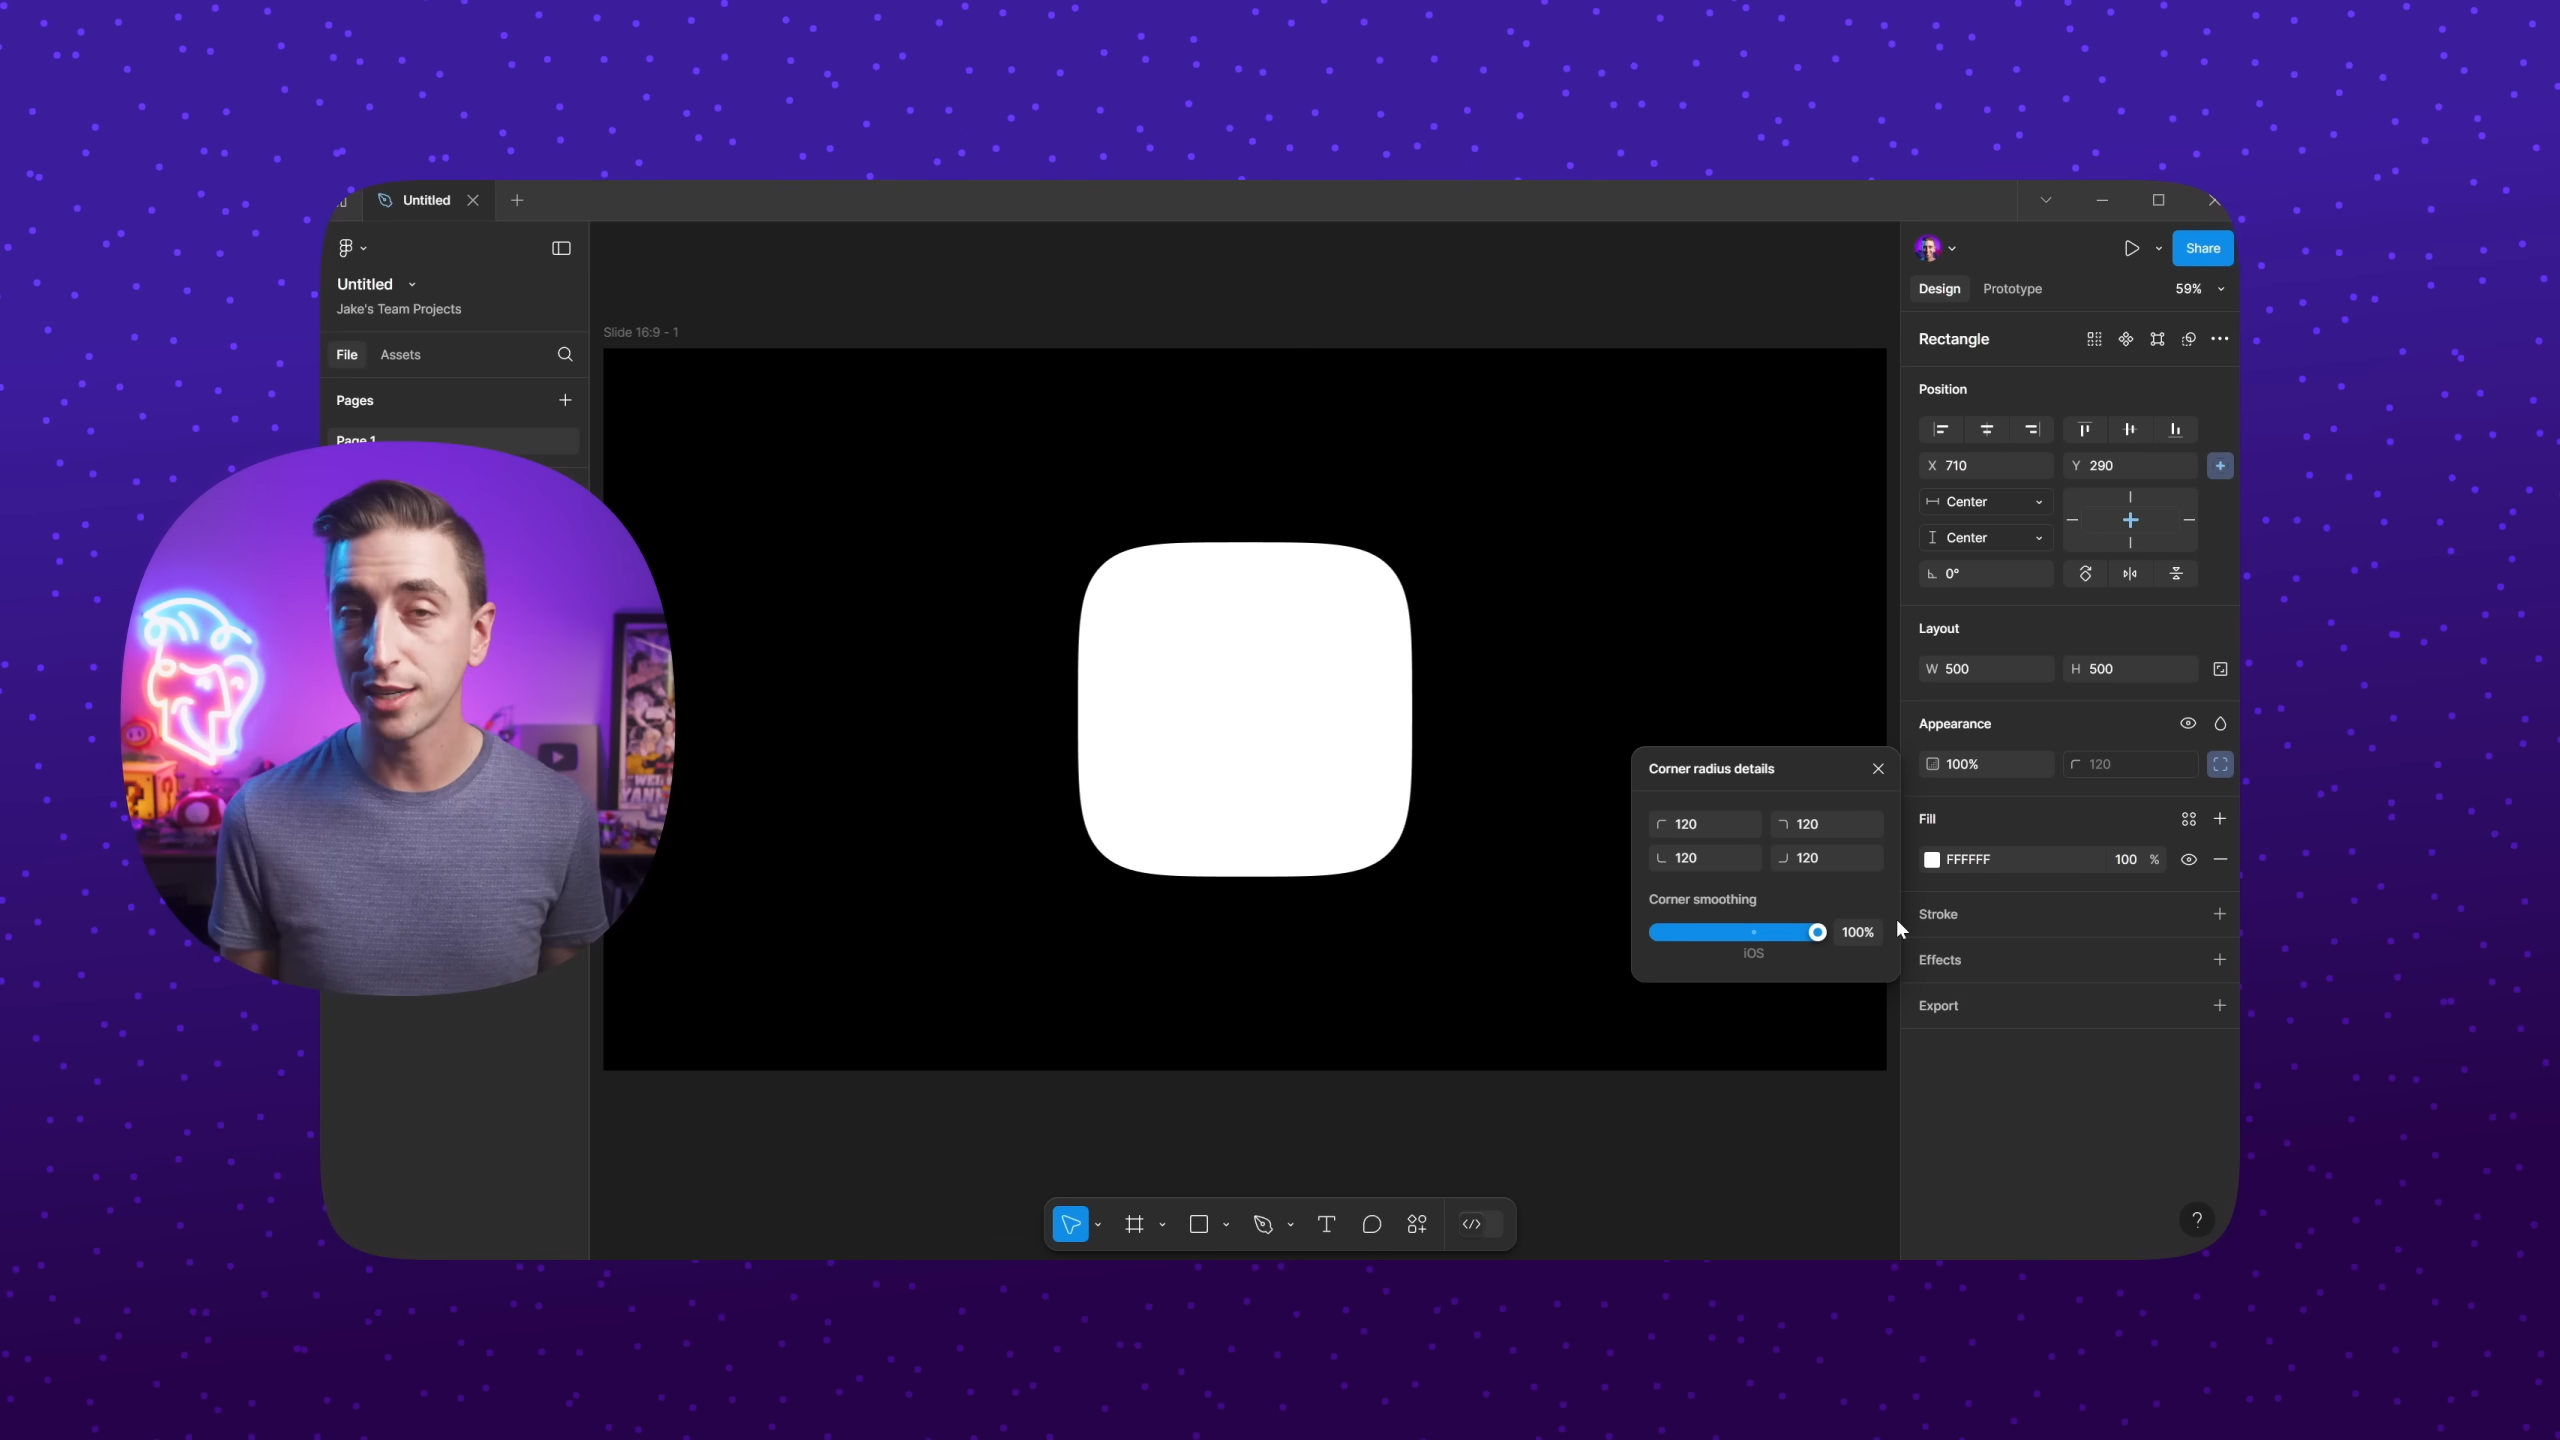 Untitled
Untitled
Jake's Team Projects
File Assets
Pages
Page 1
Slide 16:9 - 1
Share
Design Prototype 59%
Rectangle
Position
X 710 Y 290
Center
Center
0°
Layout
W 500 H 500
Appearance
100% 120
Fill
FFFFFF 100 %
Stroke
Effects
Export
Corner radius details
120 120
120 120
Corner smoothing
100%
iOS
?